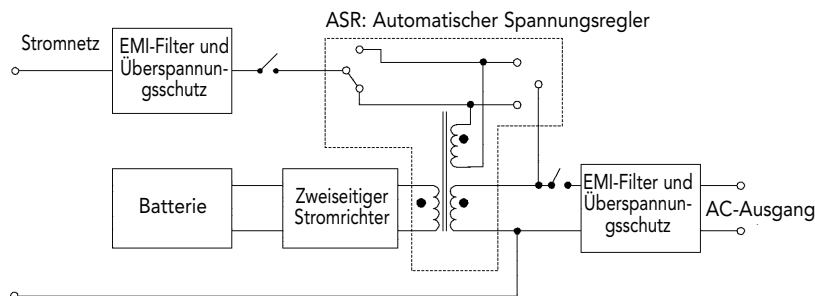 ASR: Automatischer Spannungsregler
Stromnetz
EMI-Filter und
Überspannun-
gsschutz
Batterie
Zweiseitiger
Stromrichter
EMI-Filter und
Überspannun-
gsschutz
AC-Ausgang